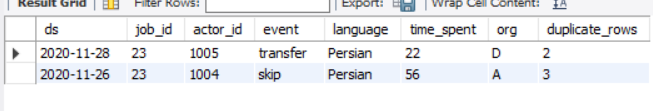 Result Grid Filter Rows: Export: Wrap Cell Content: IA
ds job_id actor_id event language time_spent org duplicate_rows
2020-11-28 23 1005 transfer Persian 22 D 2
2020-11-26 23 1004 skip Persian 56 A 3